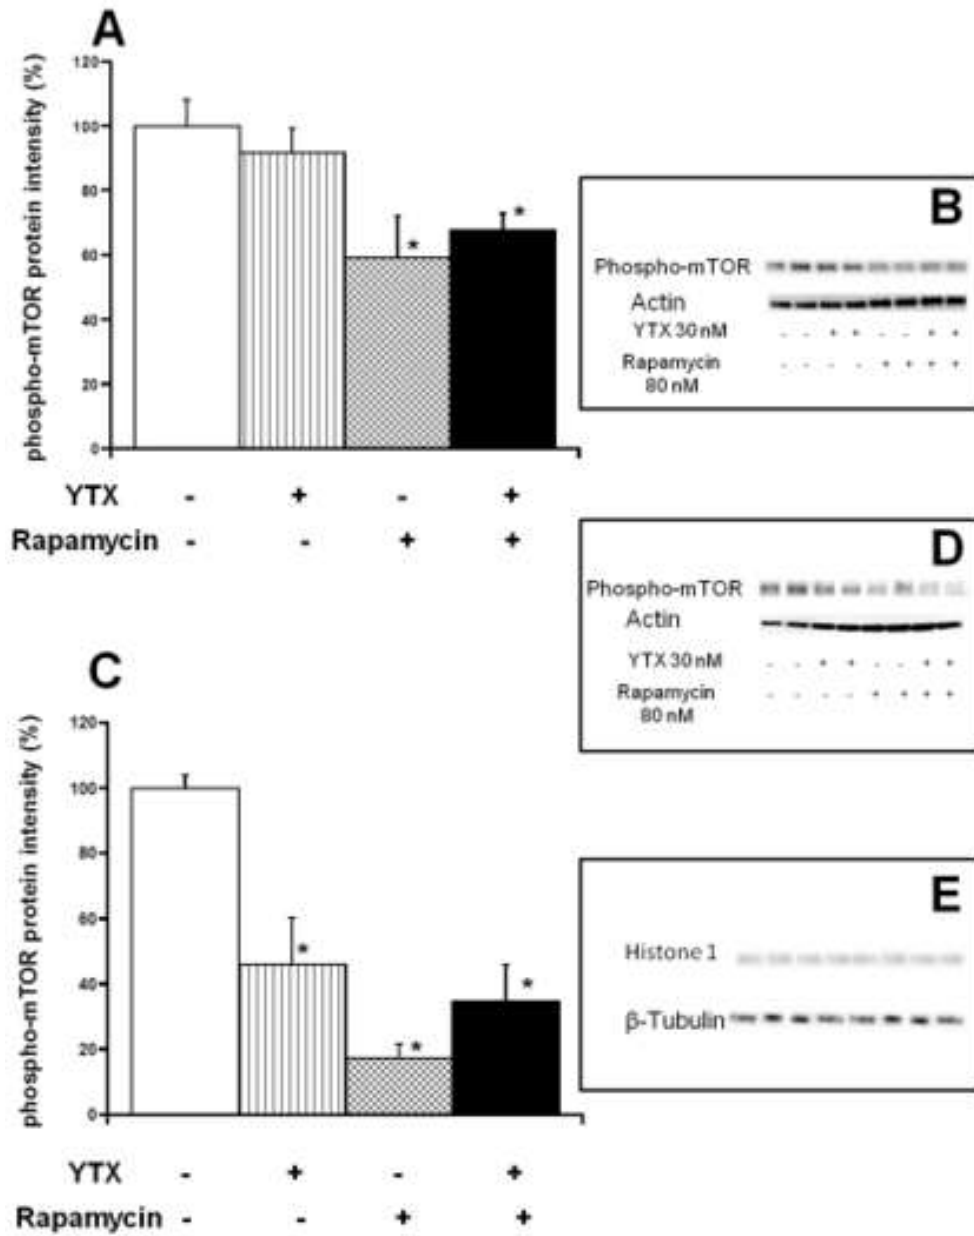 A
phospho-mTOR protein intensity (%)
120
100
80
60
40
20
0
* *
YTX - + - +
Rapamycin - - + +
B
Phospho-mTOR
Actin
YTX 30 nM - - + + - - + +
Rapamycin - - - - + + + +
80 nM
D
Phospho-mTOR
Actin
YTX 30 nM - - + + - - + +
Rapamycin - - - - + + + +
80 nM
C
phospho-mTOR protein intensity (%)
120
100
80
60
40
20
0
* * *
YTX - + - +
Rapamycin - - + +
E
Histone 1
β-Tubulin